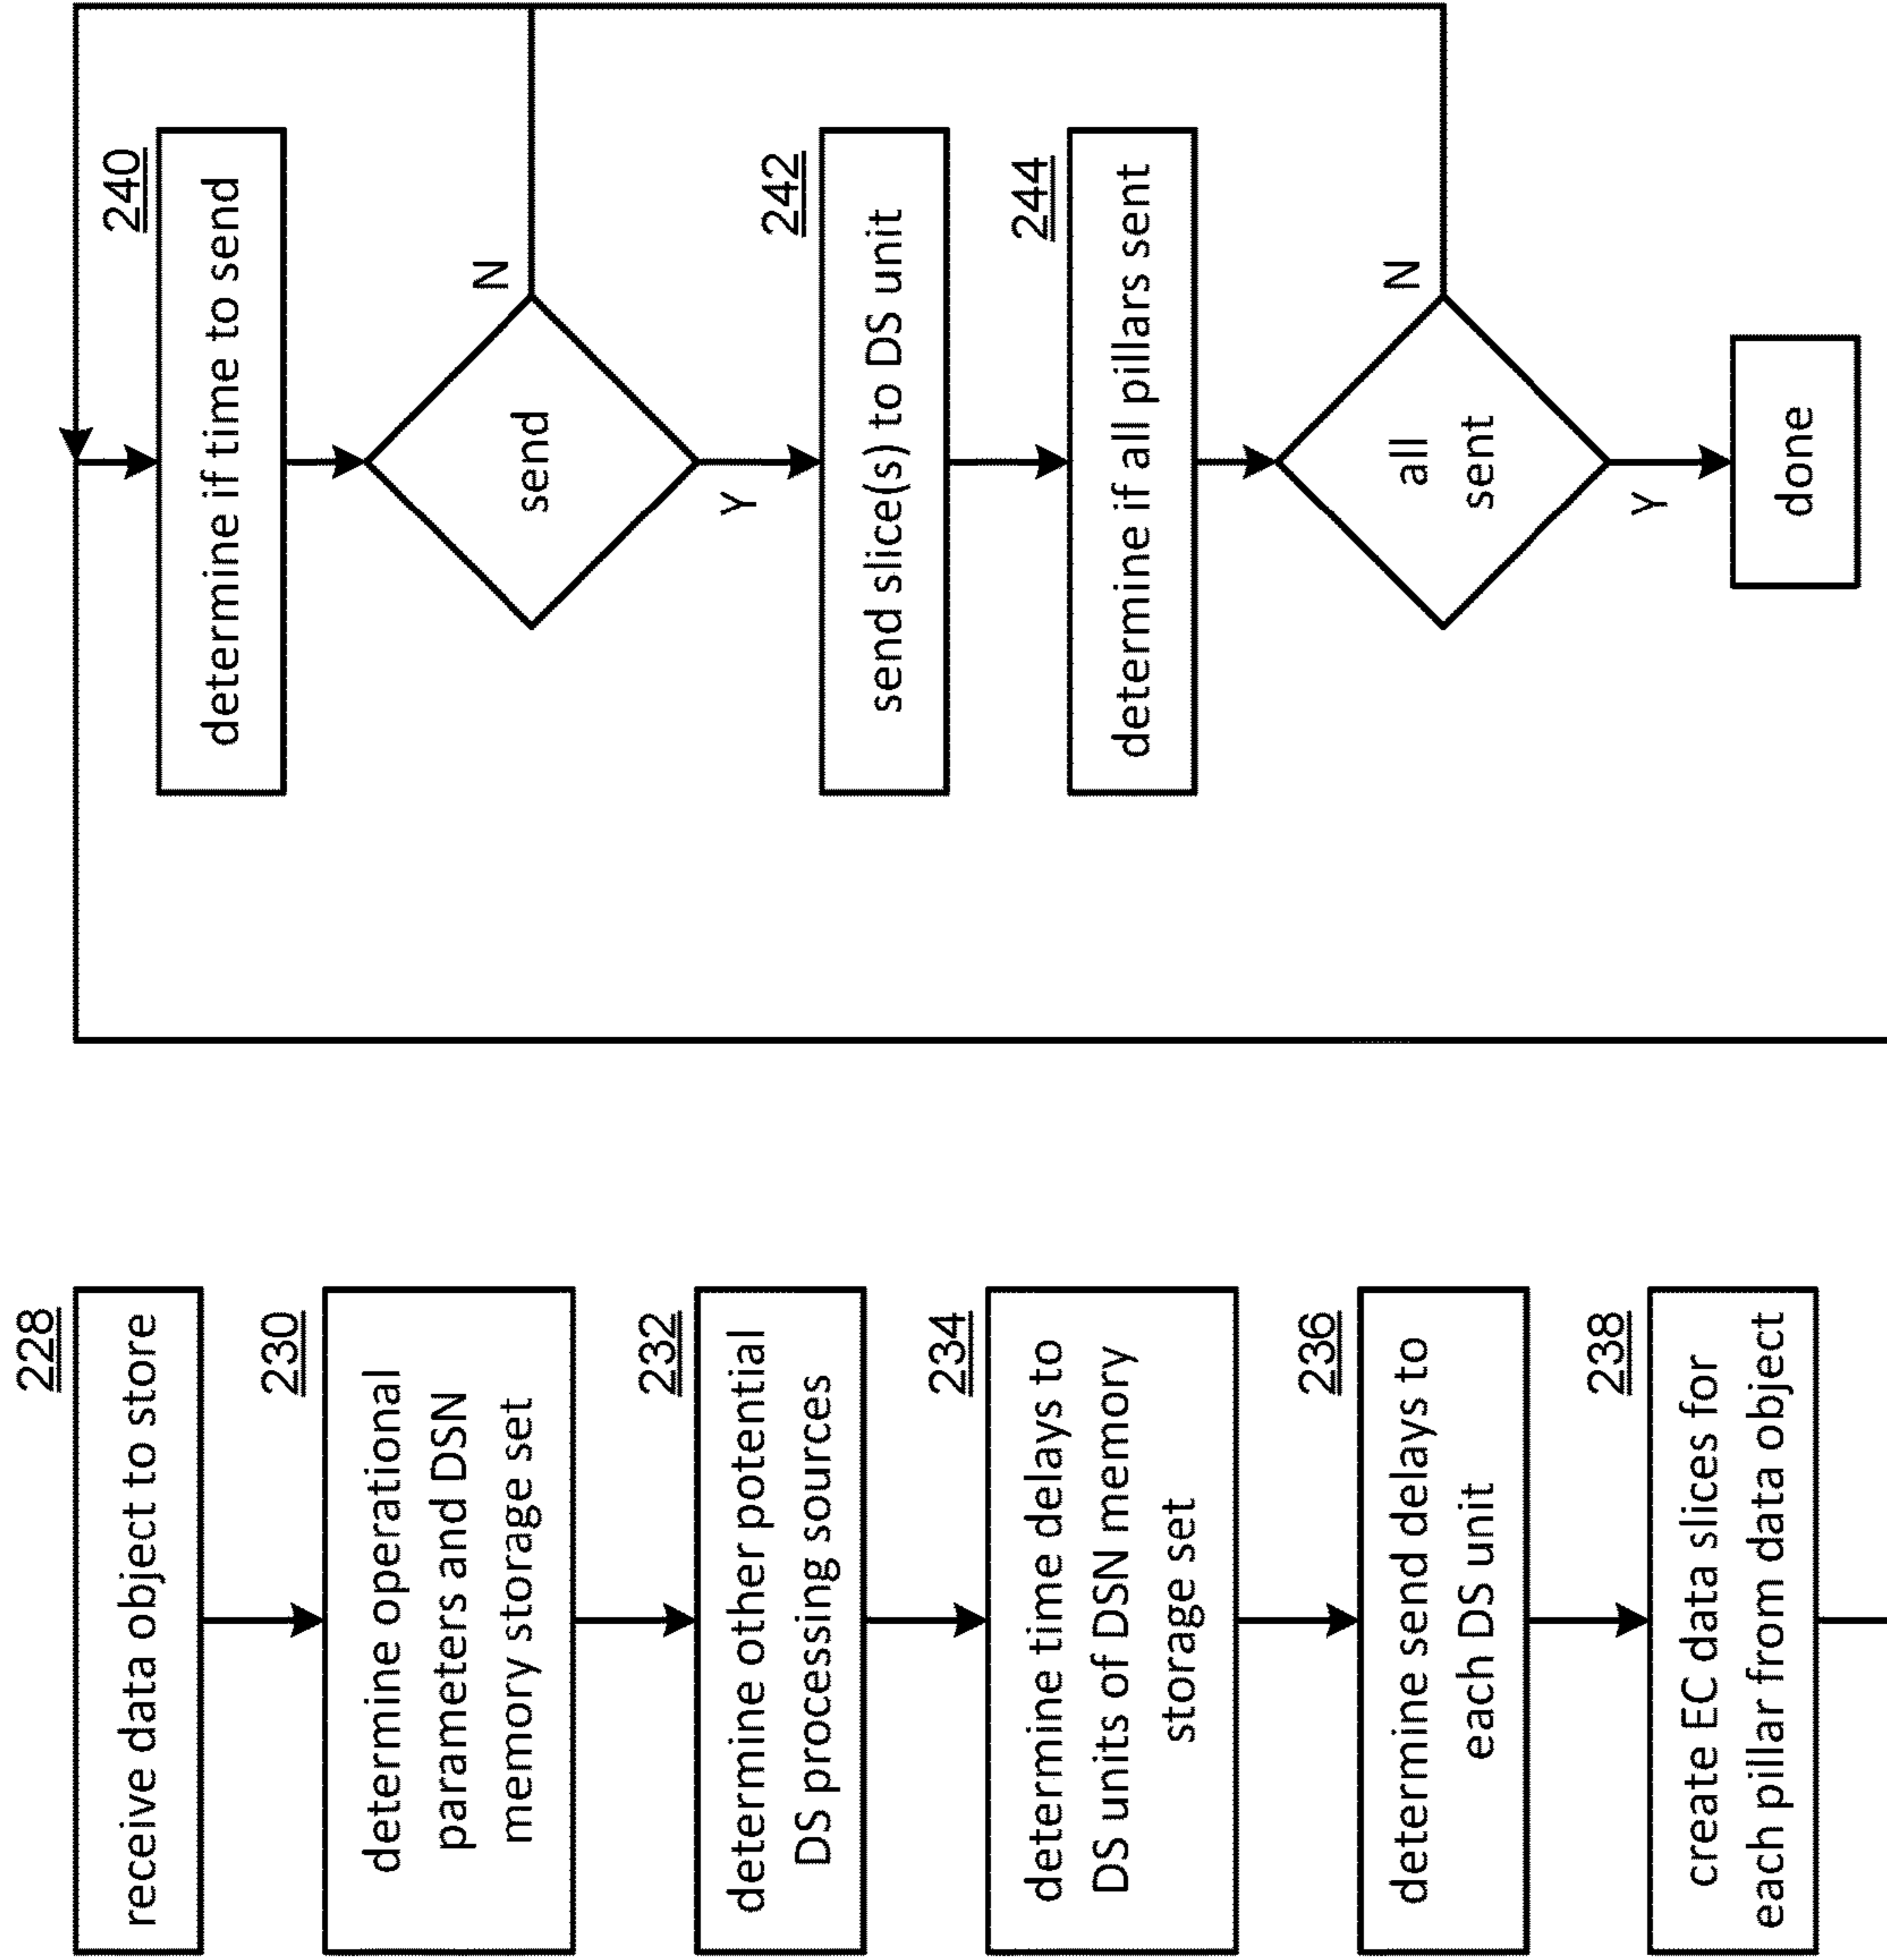 228
receive data object to store
230
determine operational
parameters and DSN
memory storage set
232
determine other potential
DS processing sources
234
determine time delays to
DS units of DSN memory
storage set
236
determine send delays to
each DS unit
238
create EC data slices for
each pillar from data object
240
determine if time to send
send
N
Y
242
send slice(s) to DS unit
244
determine if all pillars sent
all
sent
N
Y
done